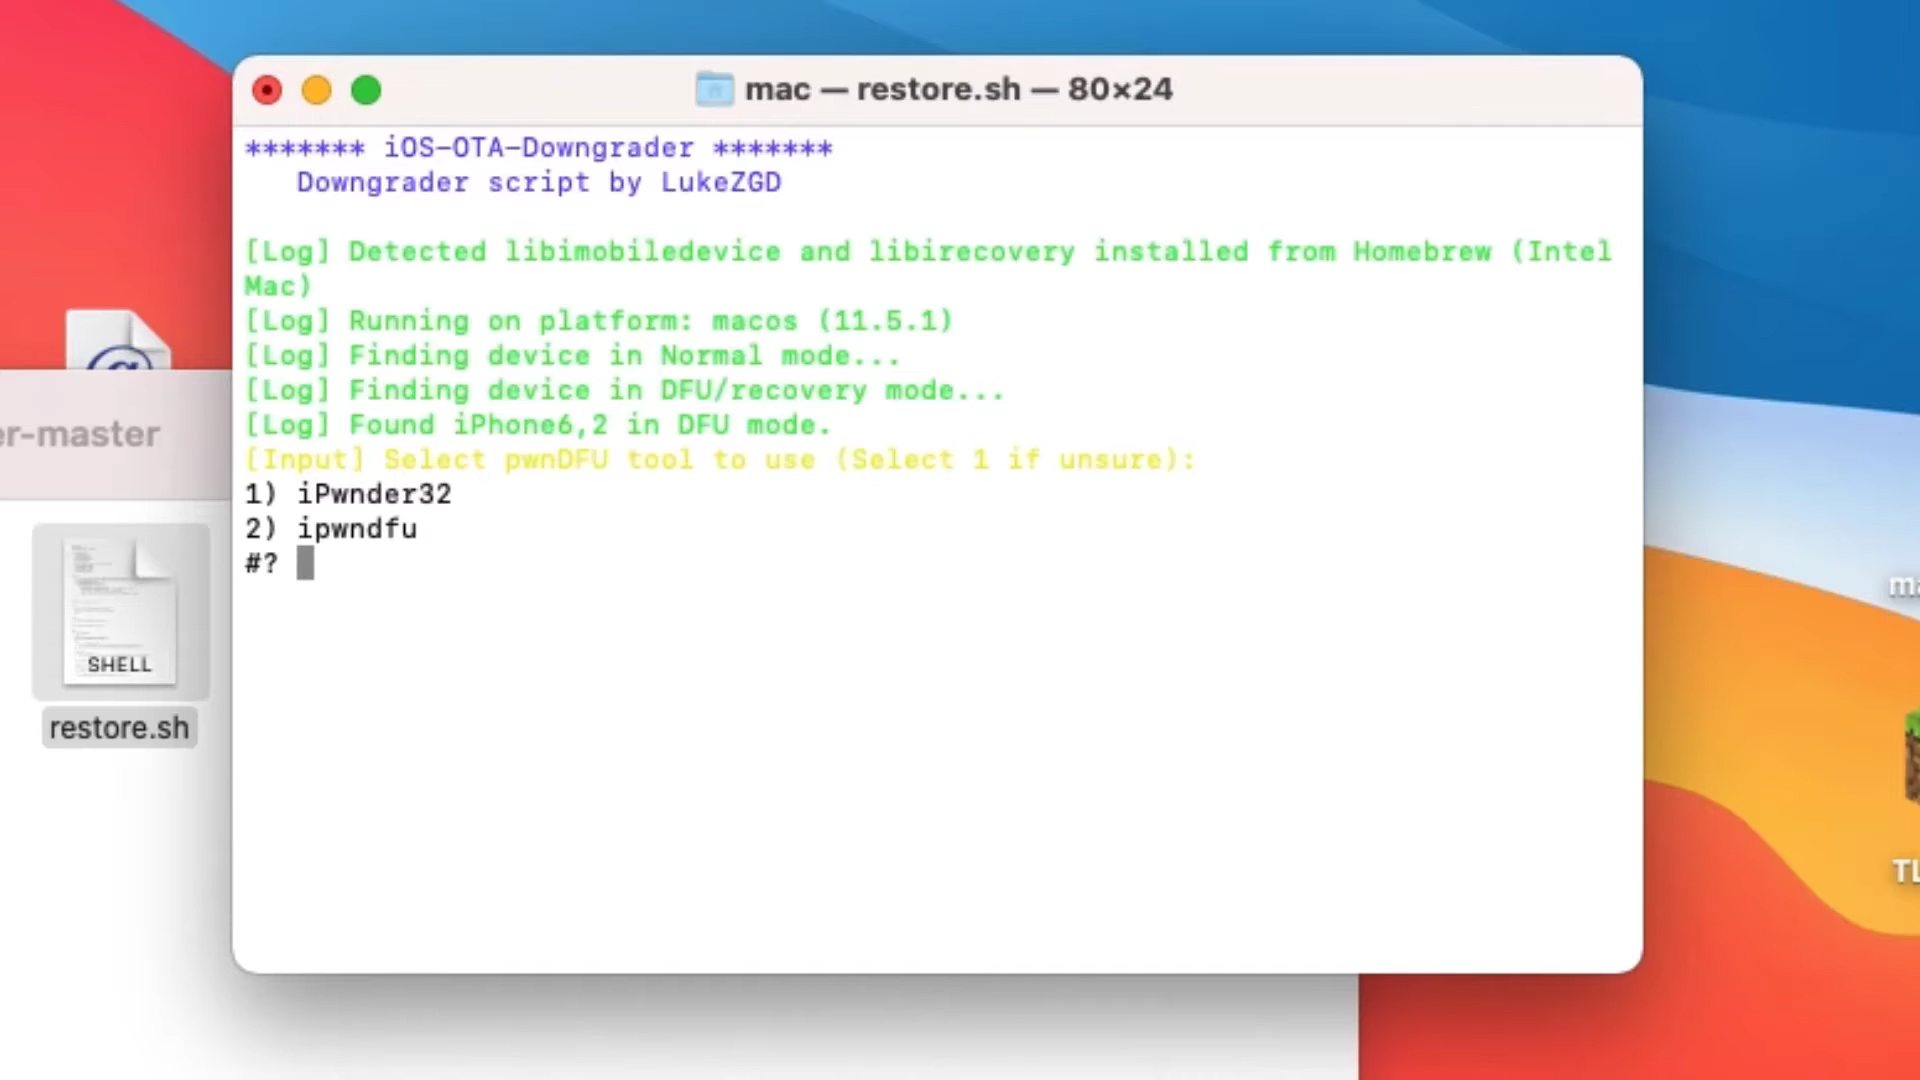 mac — restore.sh — 80×24
******* iOS-OTA-Downgrader *******
Downgrader script by LukeZGD
[Log] Detected libimobiledevice and libirecovery installed from Homebrew (Intel
Mac)
[Log] Running on platform: macos (11.5.1)
[Log] Finding device in Normal mode...
[Log] Finding device in DFU/recovery mode...
[Log] Found iPhone6,2 in DFU mode.
[Input] Select pwnDFU tool to use (Select 1 if unsure):
1) iPwnder32
2) ipwndfu
#?
er-master
SHELL
restore.sh
ma
TL